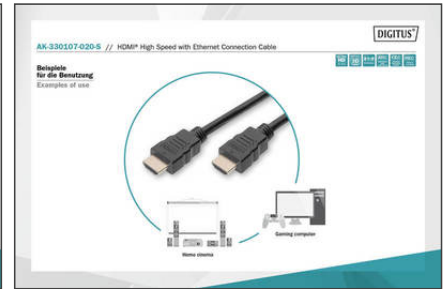 DIGITUS®
AK-330107-020-S // HDMI® High Speed with Ethernet Connection Cable
Beispiele
für die Benutzung
Examples of use
Gaming computer
Home cinema